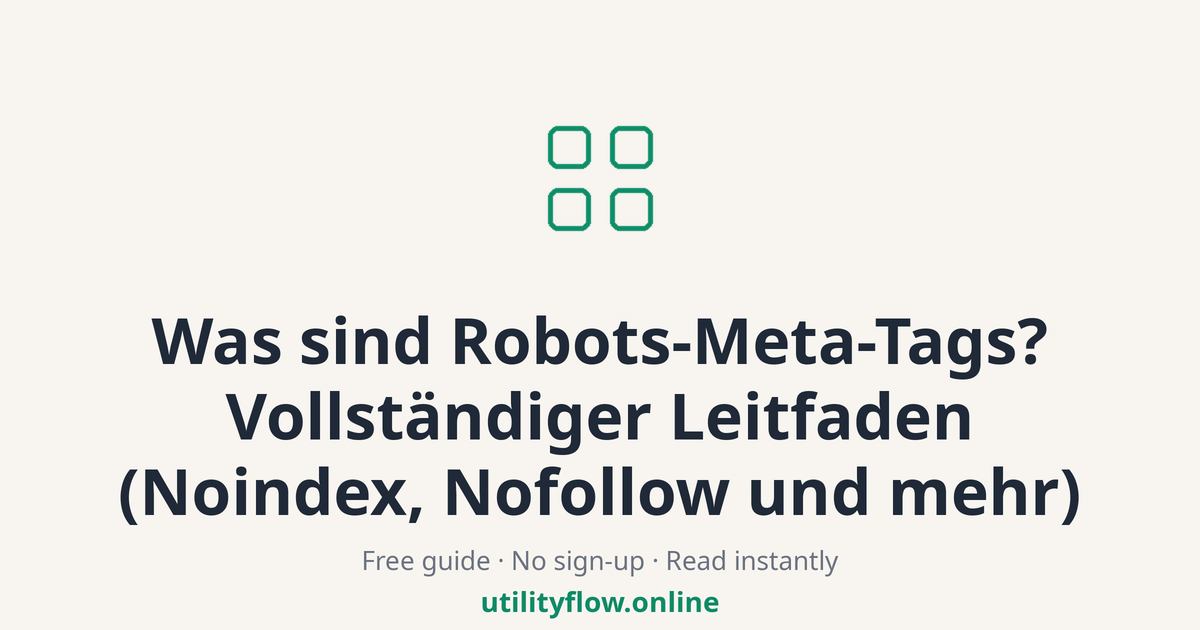 Was sind Robots-Meta-Tags?
Vollständiger Leitfaden
(Noindex, Nofollow und mehr)
Free guide · No sign-up · Read instantly
utilityflow.online